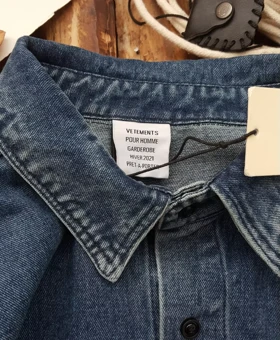 VETEMENTS
POUR HOMME
GARDEROBE
HIVER 2021
PRÊT À PORTER